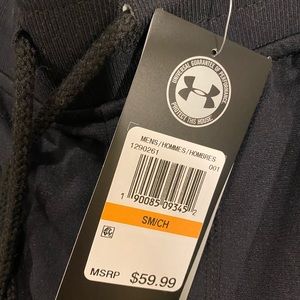 UNIVERSAL GUARANTEE OF PERFORMANCE
PROTECT THIS HOUSE
MENS/HOMMES/HOMBRES
1290261 001
1 90085 09345 2
SM/CH
MSRP $59.99